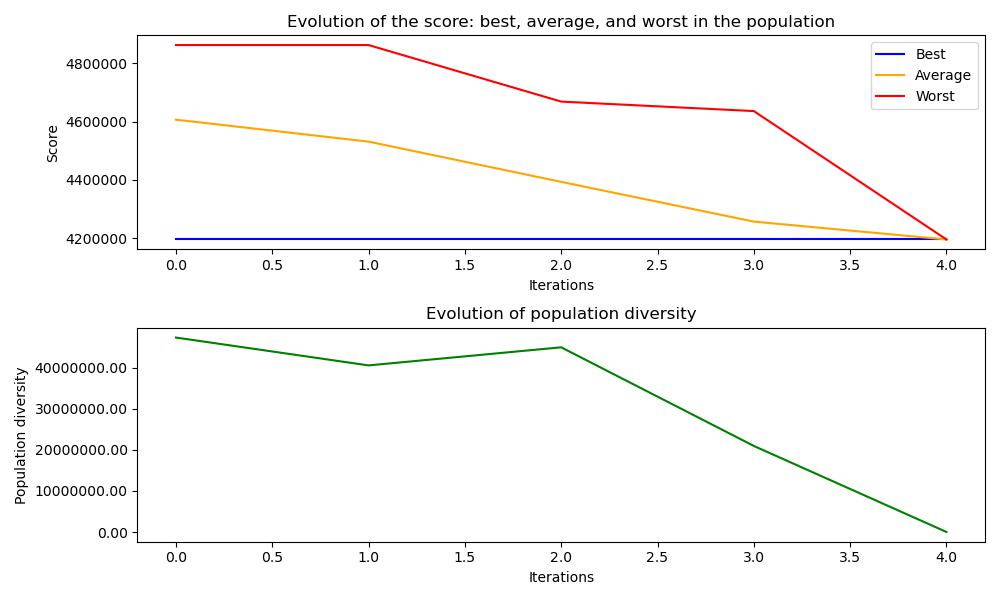 Evolution of the score: best, average, and worst in the population
4800000
4600000
4400000
4200000
Score
Best
Average
Worst
0.0 0.5 1.0 1.5 2.0 2.5 3.0 3.5 4.0
Iterations
Evolution of population diversity
40000000.00
30000000.00
20000000.00
10000000.00
0.00
Population diversity
0.0 0.5 1.0 1.5 2.0 2.5 3.0 3.5 4.0
Iterations